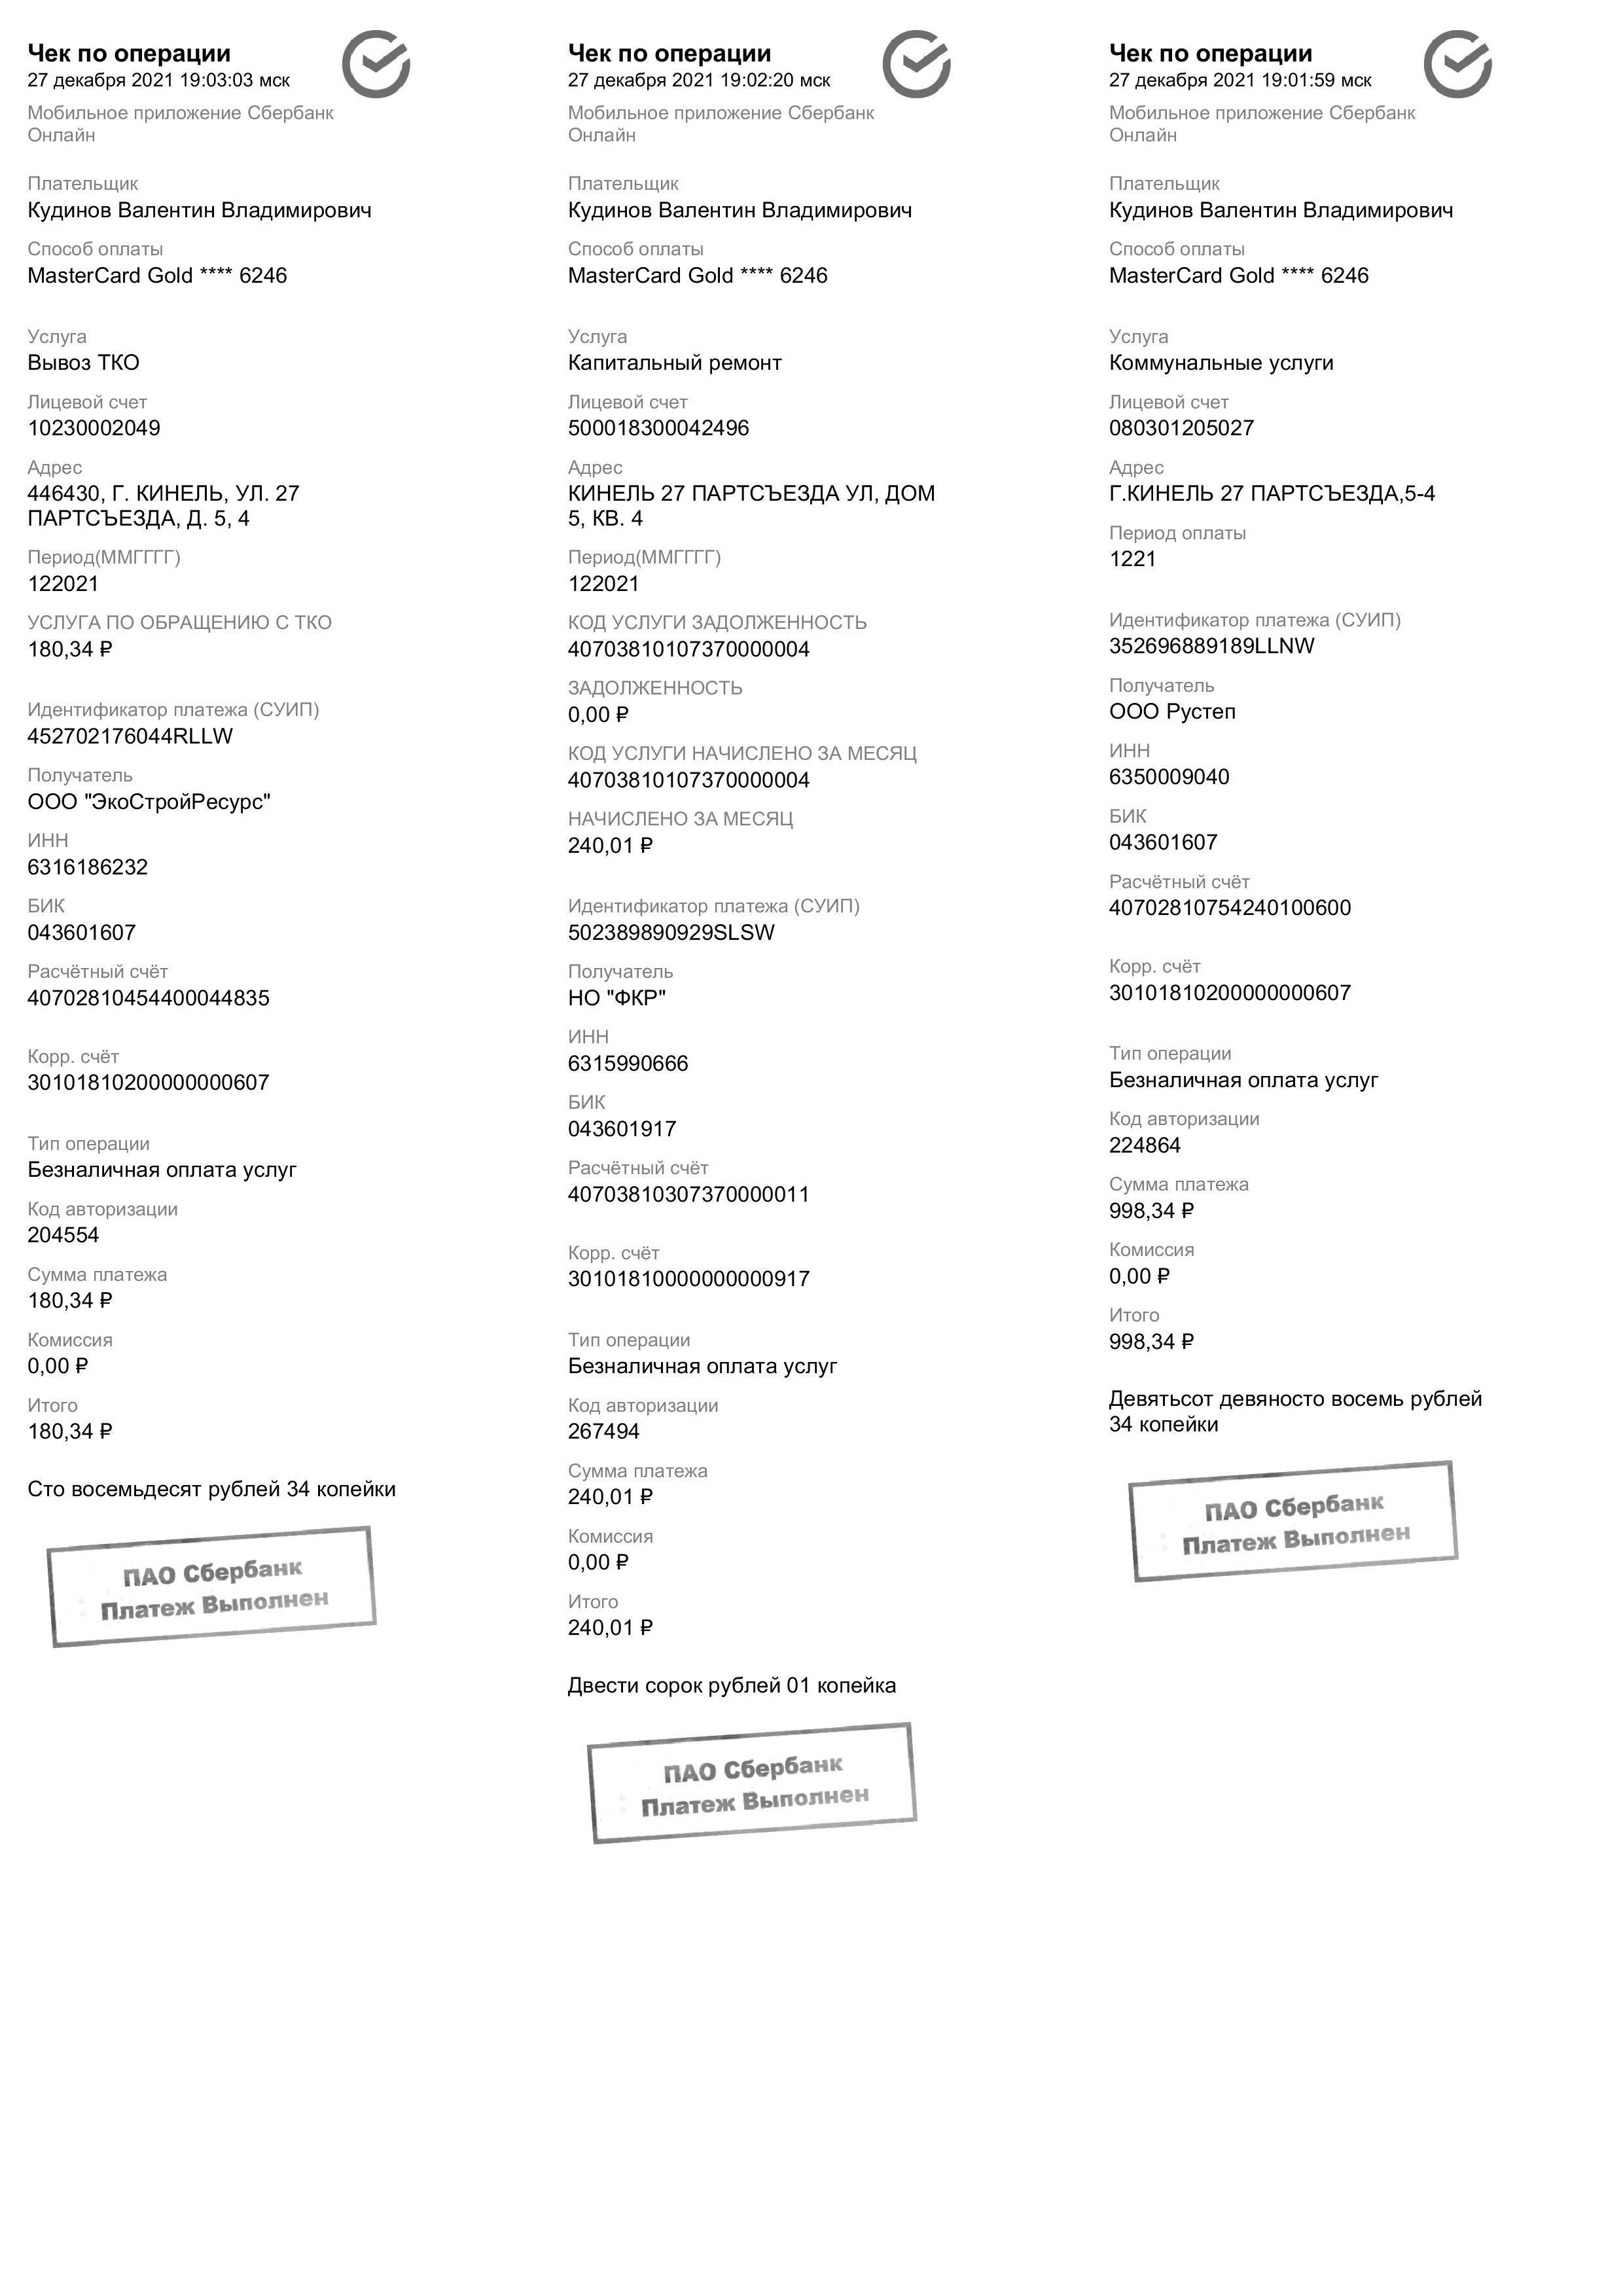 Чек по операции
27 декабря 2021 19:03:03 мск
Мобильное приложение Сбербанк
Онлайн
Плательщик
Кудинов Валентин Владимирович
Способ оплаты
MasterCard Gold **** 6246
Услуга
Вывоз ТКО
Лицевой счет
10230002049
Адрес
446430, Г. КИНЕЛЬ, УЛ. 27
ПАРТСЪЕЗДА, Д. 5, 4
Период(ММГГГГ)
122021
УСЛУГА ПО ОБРАЩЕНИЮ С ТКО
180,34 ₽
Идентификатор платежа (СУИП)
452702176044RLLW
Получатель
ООО "ЭкоСтройРесурс"
ИНН
6316186232
БИК
043601607
Расчётный счёт
40702810454400044835
Корр. счёт
30101810200000000607
Тип операции
Безналичная оплата услуг
Код авторизации
204554
Сумма платежа
180,34 ₽
Комиссия
0,00 ₽
Итого
180,34 ₽
Сто восемьдесят рублей 34 копейки
ПАО Сбербанк
Платеж Выполнен
Чек по операции
27 декабря 2021 19:02:20 мск
Мобильное приложение Сбербанк
Онлайн
Плательщик
Кудинов Валентин Владимирович
Способ оплаты
MasterCard Gold **** 6246
Услуга
Капитальный ремонт
Лицевой счет
500018300042496
Адрес
КИНЕЛЬ 27 ПАРТСЪЕЗДА УЛ, ДОМ
5, КВ. 4
Период(ММГГГГ)
122021
КОД УСЛУГИ ЗАДОЛЖЕННОСТЬ
40703810107370000004
ЗАДОЛЖЕННОСТЬ
0,00 ₽
КОД УСЛУГИ НАЧИСЛЕНО ЗА МЕСЯЦ
40703810107370000004
НАЧИСЛЕНО ЗА МЕСЯЦ
240,01 ₽
Идентификатор платежа (СУИП)
502389890929SLSW
Получатель
НО "ФКР"
ИНН
6315990666
БИК
043601917
Расчётный счёт
40703810307370000011
Корр. счёт
30101810000000000917
Тип операции
Безналичная оплата услуг
Код авторизации
267494
Сумма платежа
240,01 ₽
Комиссия
0,00 ₽
Итого
240,01 ₽
Двести сорок рублей 01 копейка
ПАО Сбербанк
Платеж Выполнен
Чек по операции
27 декабря 2021 19:01:59 мск
Мобильное приложение Сбербанк
Онлайн
Плательщик
Кудинов Валентин Владимирович
Способ оплаты
MasterCard Gold **** 6246
Услуга
Коммунальные услуги
Лицевой счет
080301205027
Адрес
Г.КИНЕЛЬ 27 ПАРТСЪЕЗДА,5-4
Период оплаты
1221
Идентификатор платежа (СУИП)
352696889189LLNW
Получатель
ООО Рустеп
ИНН
6350009040
БИК
043601607
Расчётный счёт
40702810754240100600
Корр. счёт
30101810200000000607
Тип операции
Безналичная оплата услуг
Код авторизации
224864
Сумма платежа
998,34 ₽
Комиссия
0,00 ₽
Итого
998,34 ₽
Девятьсот девяносто восемь рублей
34 копейки
ПАО Сбербанк
Платеж Выполнен